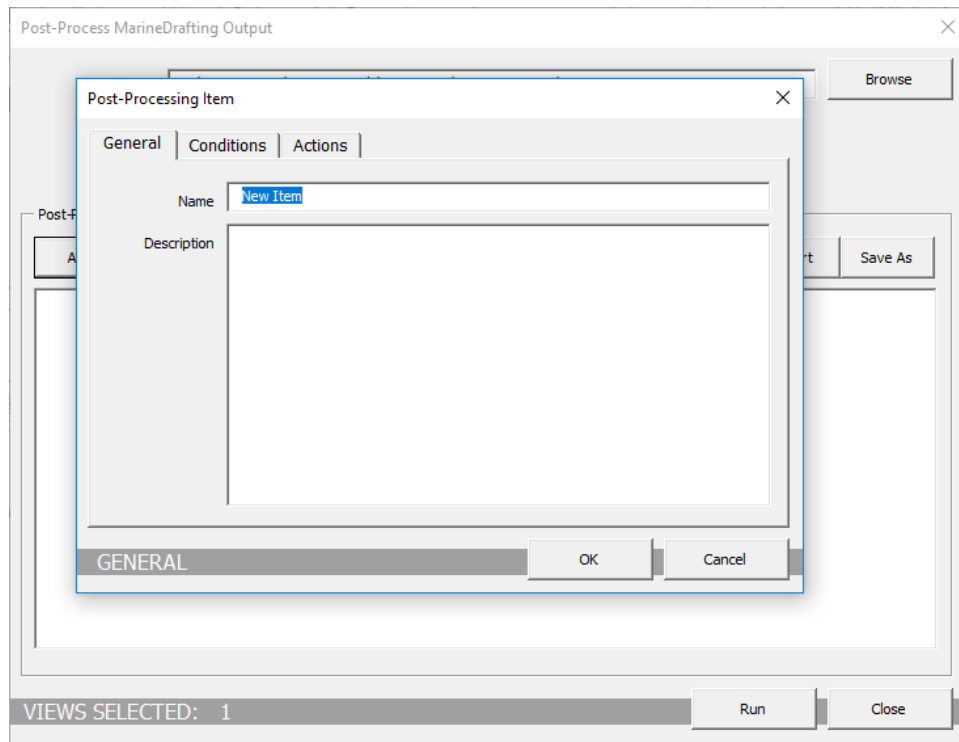 Post-Process MarineDrafting Output
Browse
Post-Processing Item
General Conditions Actions
Name New Item
Description
Save As
OK Cancel
GENERAL
VIEWS SELECTED: 1
Run Close